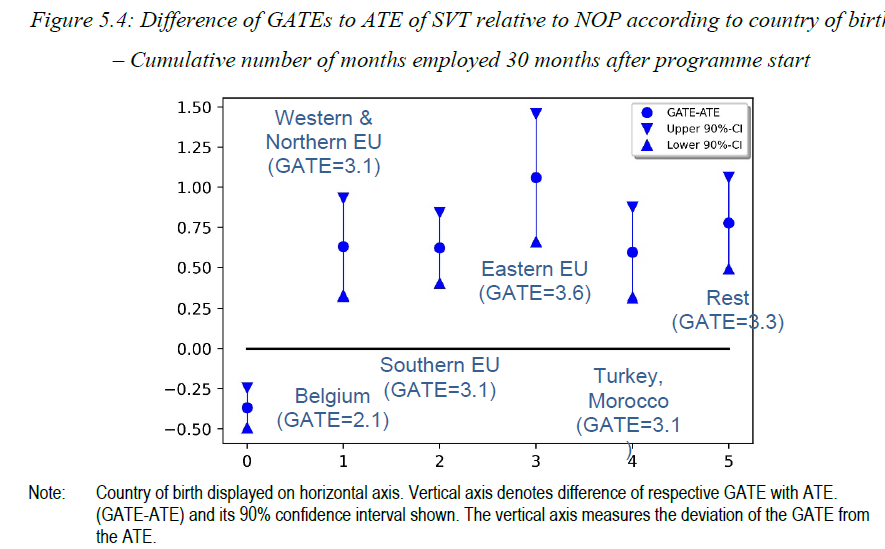 Figure 5.4: Difference of GATEs to ATE of SVT relative to NOP according to country of birt
– Cumulative number of months employed 30 months after programme start
1.50
1.25
1.00
0.75
0.50
0.25
0.00
−0.25
−0.50
Western &
Northern EU
(GATE=3.1)
GATE-ATE
Upper 90%-CI
Lower 90%-CI
Eastern EU
(GATE=3.6)
Rest
(GATE=3.3)
Southern EU
(GATE=3.1)
Belgium
(GATE=2.1)
Turkey,
Morocco
(GATE=3.1
)
0 1 2 3 4 5
Note: Country of birth displayed on horizontal axis. Vertical axis denotes difference of respective GATE with ATE.
(GATE-ATE) and its 90% confidence interval shown. The vertical axis measures the deviation of the GATE from
the ATE.